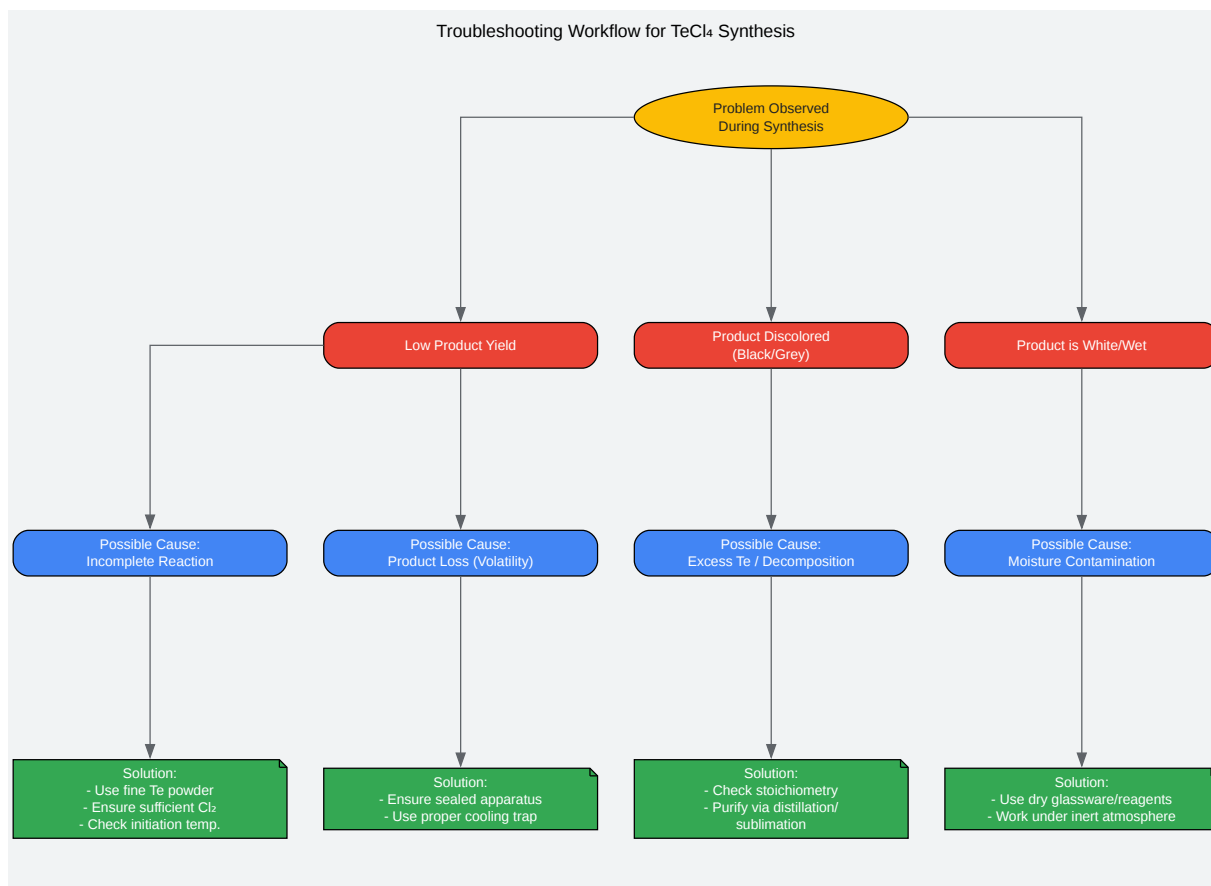 Troubleshooting Workflow for TeCl₄ Synthesis
Problem Observed
During Synthesis
Low Product Yield
Product Discolored
(Black/Grey)
Product is White/Wet
Possible Cause:
Incomplete Reaction
Possible Cause:
Product Loss (Volatility)
Possible Cause:
Excess Te / Decomposition
Possible Cause:
Moisture Contamination
Solution:
- Use fine Te powder
- Ensure sufficient Cl₂
- Check initiation temp.
Solution:
- Ensure sealed apparatus
- Use proper cooling trap
Solution:
- Check stoichiometry
- Purify via distillation/
sublimation
Solution:
- Use dry glassware/reagents
- Work under inert atmosphere